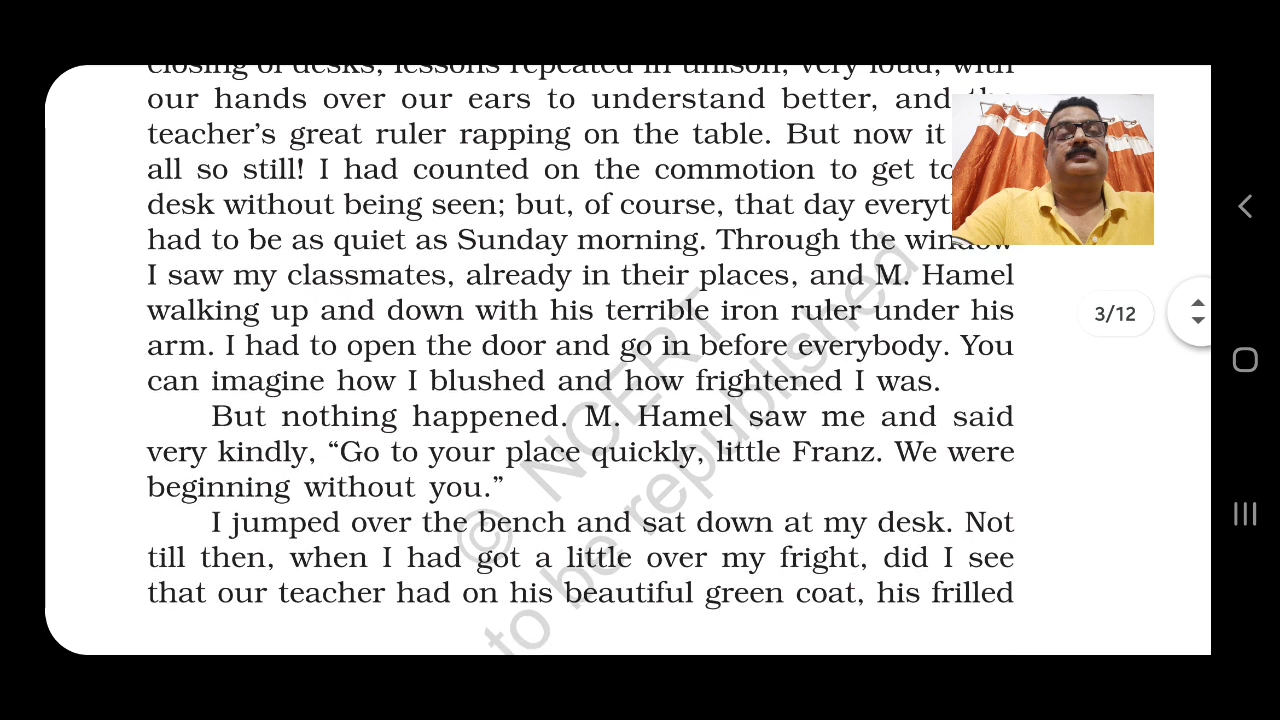 closing of desks, lessons repeated in unison, very loud, with
our hands over our ears to understand better, and the
teacher’s great ruler rapping on the table. But now it
all so still! I had counted on the commotion to get to
desk without being seen; but, of course, that day everyt
had to be as quiet as Sunday morning. Through the window
I saw my classmates, already in their places, and M. Hamel
walking up and down with his terrible iron ruler under his
arm. I had to open the door and go in before everybody. You
can imagine how I blushed and how frightened I was.
But nothing happened. M. Hamel saw me and said
very kindly, “Go to your place quickly, little Franz. We were
beginning without you.”
I jumped over the bench and sat down at my desk. Not
till then, when I had got a little over my fright, did I see
that our teacher had on his beautiful green coat, his frilled
© NCERT
to be republished
3/12